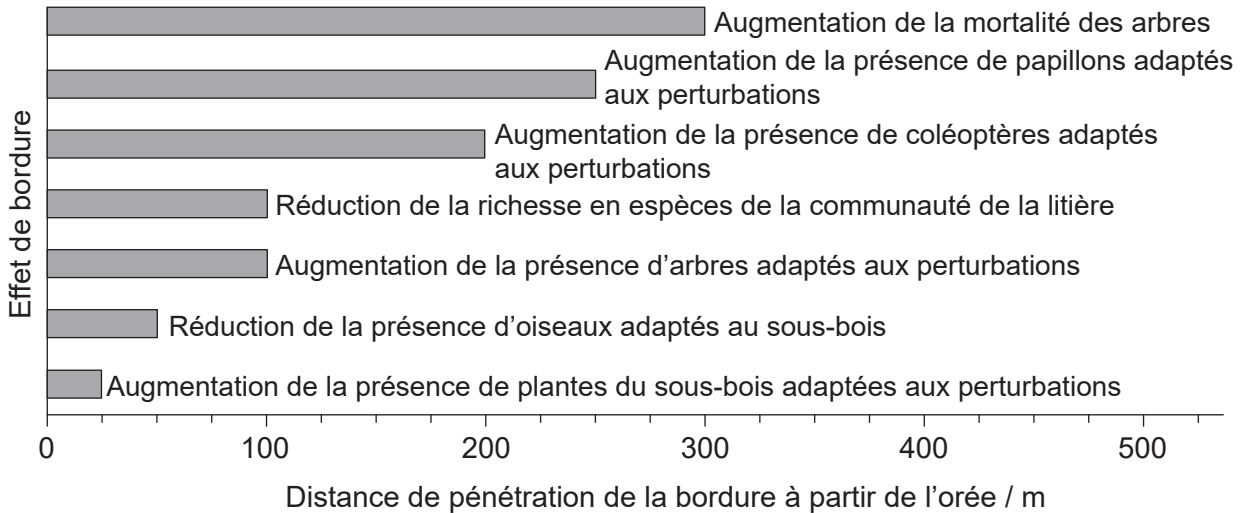 Augmentation de la mortalité des arbres
Augmentation de la présence de papillons adaptés
aux perturbations
Augmentation de la présence de coléoptères adaptés
aux perturbations
Réduction de la richesse en espèces de la communauté de la litière
Augmentation de la présence d’arbres adaptés aux perturbations
Réduction de la présence d’oiseaux adaptés au sous-bois
Augmentation de la présence de plantes du sous-bois adaptées aux perturbations
Effet de bordure
0 100 200 300 400 500
Distance de pénétration de la bordure à partir de l’orée / m